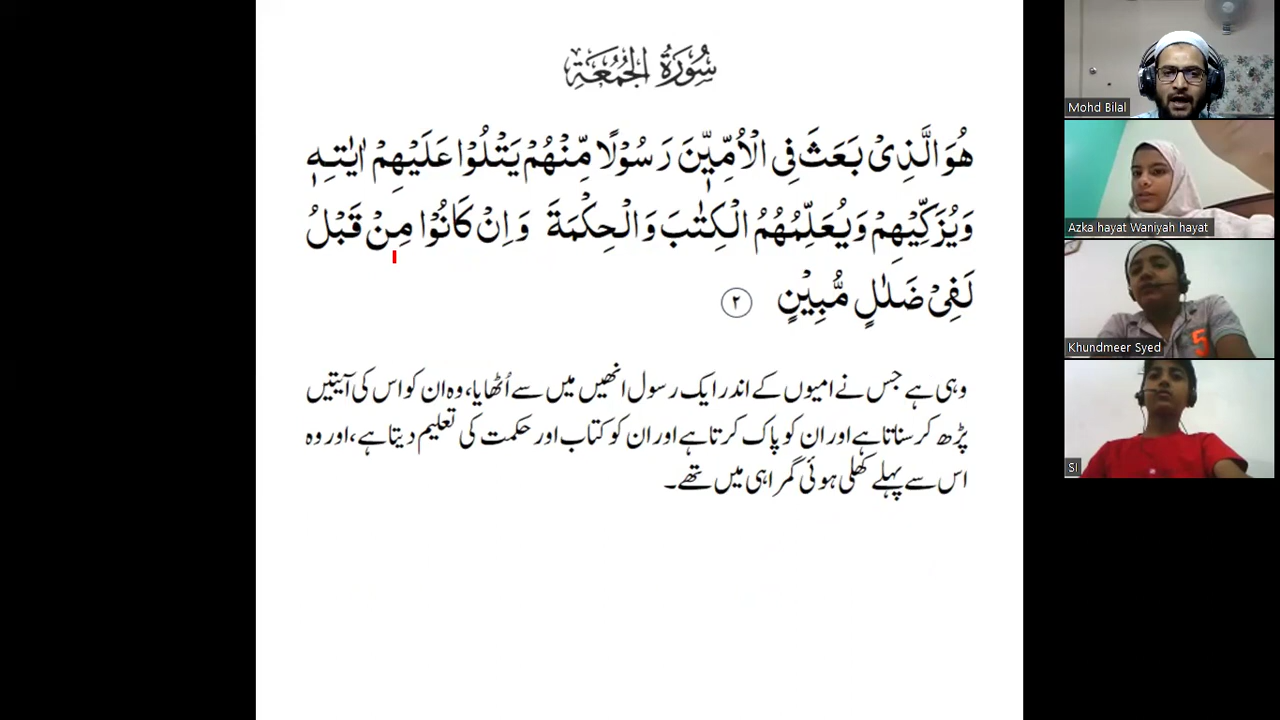 سُوْرَةُ الْجُمُعَةِ
هُوَ الَّذِىْ بَعَثَ فِى الْاُمِّيّٖنَ رَسُوْلًا مِّنْهُمْ يَتْلُوْا عَلَيْهِمْ اٰيٰتِهٖ
وَيُزَكِّيْهِمْ وَيُعَلِّمُهُمُ الْكِتٰبَ وَالْحِكْمَةَ وَاِنْ كَانُوْا مِنْ قَبْلُ
لَفِىْ ضَلٰلٍ مُّبِيْنٍ ۲
وہی ہے جس نے امیوں کے اندر ایک رسول انھیں میں سے اُٹھایا، وہ ان کو اس کی آیتیں
پڑھ کر سناتا ہے اور ان کو پاک کرتا ہے اور ان کو کتاب اور حکمت کی تعلیم دیتا ہے، اور وہ
اس سے پہلے کھلی ہوئی گمراہی میں تھے۔
Mohd Bilal
Azka hayat Waniyah hayat
Khundmeer Syed
SI
5